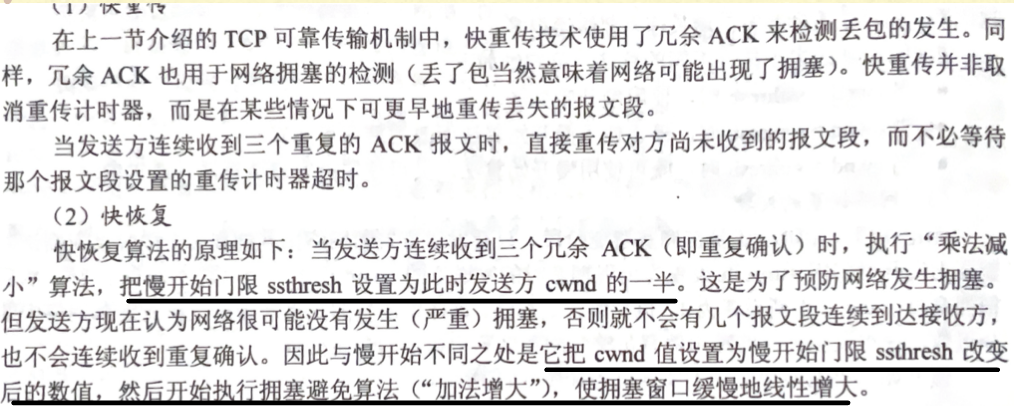 (1) 快重传
在上一节介绍的 TCP 可靠传输机制中，快重传技术使用了冗余 ACK 来检测丢包的发生。同
样，冗余 ACK 也用于网络拥塞的检测（丢了包当然意味着网络可能出现了拥塞）。快重传并非取
消重传计时器，而是在某些情况下可更早地重传丢失的报文段。
当发送方连续收到三个重复的 ACK 报文时，直接重传对方尚未收到的报文段，而不必等待
那个报文段设置的重传计时器超时。
（2）快恢复
快恢复算法的原理如下：当发送方连续收到三个冗余 ACK（即重复确认）时，执行“乘法减
小”算法，把慢开始门限 ssthresh 设置为此时发送方 cwnd 的一半。这是为了预防网络发生拥塞。
但发送方现在认为网络很可能没有发生（严重）拥塞，否则就不会有几个报文段连续到达接收方，
也不会连续收到重复确认。因此与慢开始不同之处是它把 cwnd 值设置为慢开始门限 ssthresh 改变
后的数值，然后开始执行拥塞避免算法（“加法增大”），使拥塞窗口缓慢地线性增大。